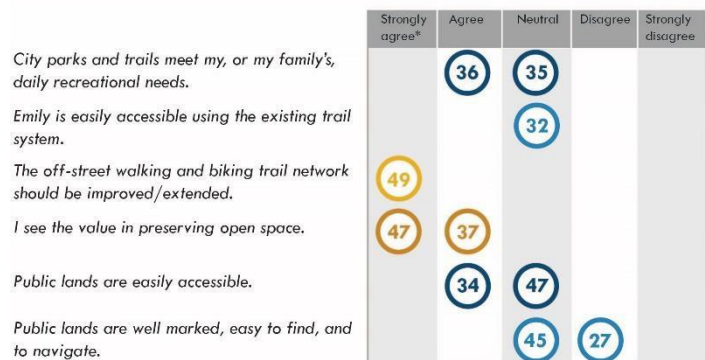 Strongly agree* Agree Neutral Disagree Strongly disagree
City parks and trails meet my, or my family's,
daily recreational needs.
36 35
Emily is easily accessible using the existing trail
system.
32
The off-street walking and biking trail network
should be improved/extended.
49
I see the value in preserving open space.
47 37
Public lands are easily accessible.
34 47
Public lands are well marked, easy to find, and
to navigate.
45 27